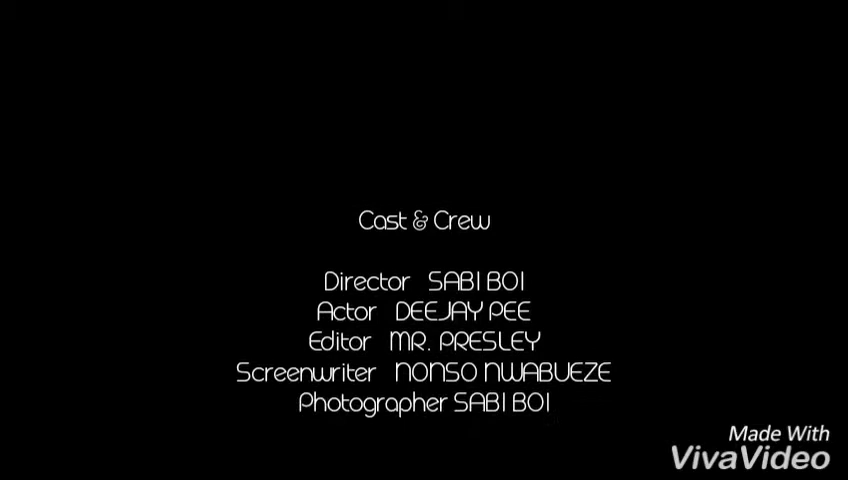 Cast & Crew
Director SABI BOI
Actor DEEJAY PEE
Editor MR. PRESLEY
Screenwriter NONSO NWABUEZE
Photographer SABI BOI
Made With
VivaVideo